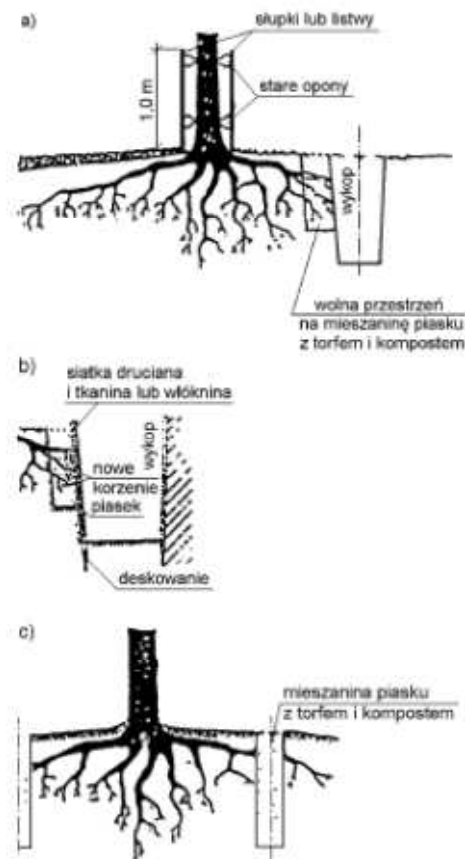 a)
słupki lub listwy
1,0 m
stare opony
wykop
wolna przestrzeń
na mieszaninę piasku
z torfem i kompostem
b)
siatka druciana
i tkanina lub włóknina
wykop
nowe
korzenie
piasek
deskowanie
c)
mieszanina piasku
z torfem i kompostem